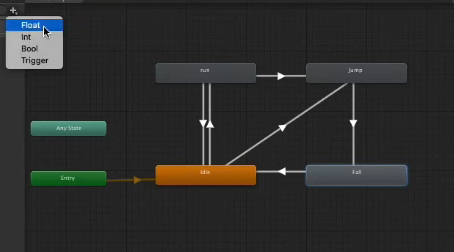 Float
Int
Bool
Trigger
run
Jump
Any State
Entry
Idle
Fall